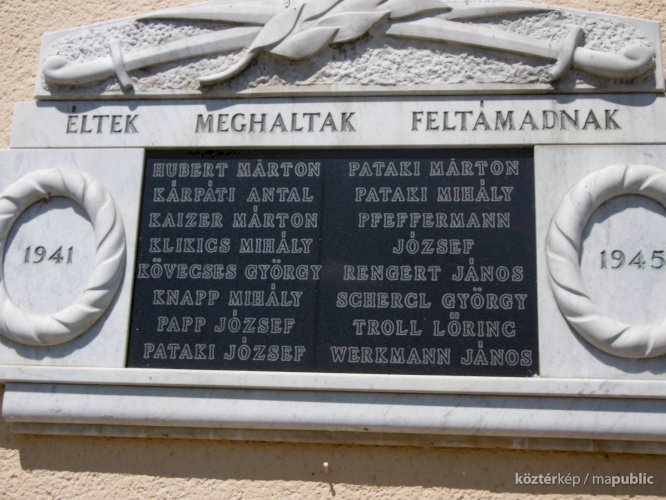 ÉLTEK MEGHALTAK FELTÁMADNAK
1941
HUBERT MÁRTON
KÁRPÁTI ANTAL
KAIZER MÁRTON
KLIKICS MIHÁLY
KÖVECSES GYÖRGY
KNAPP MIHÁLY
PAPP JÓZSEF
PATAKI JÓZSEF
PATAKI MÁRTON
PATAKI MIHÁLY
PFEFFERMANN
JÓZSEF
RENGERT JÁNOS
SCHERCL GYÖRGY
TROLL LŐRINC
WERKMANN JÁNOS
1945
köztérkép / mapublic